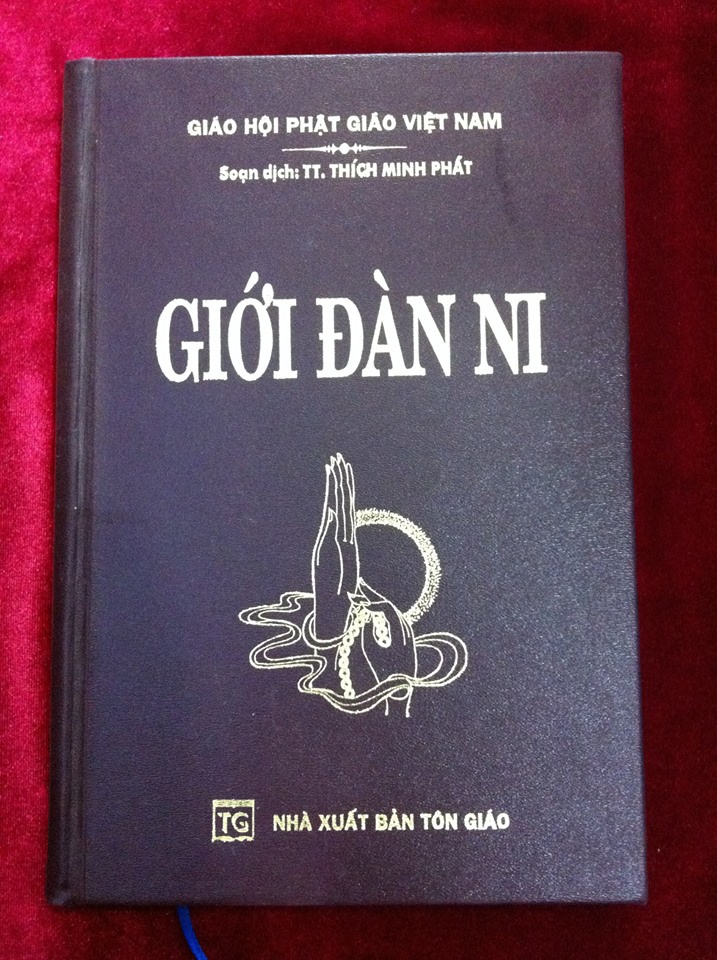 GIÁO HỘI PHẬT GIÁO VIỆT NAM
Soạn dịch: TT. THÍCH MINH PHÁT
GIỚI ĐÀN NI
TG NHÀ XUẤT BẢN TÔN GIÁO